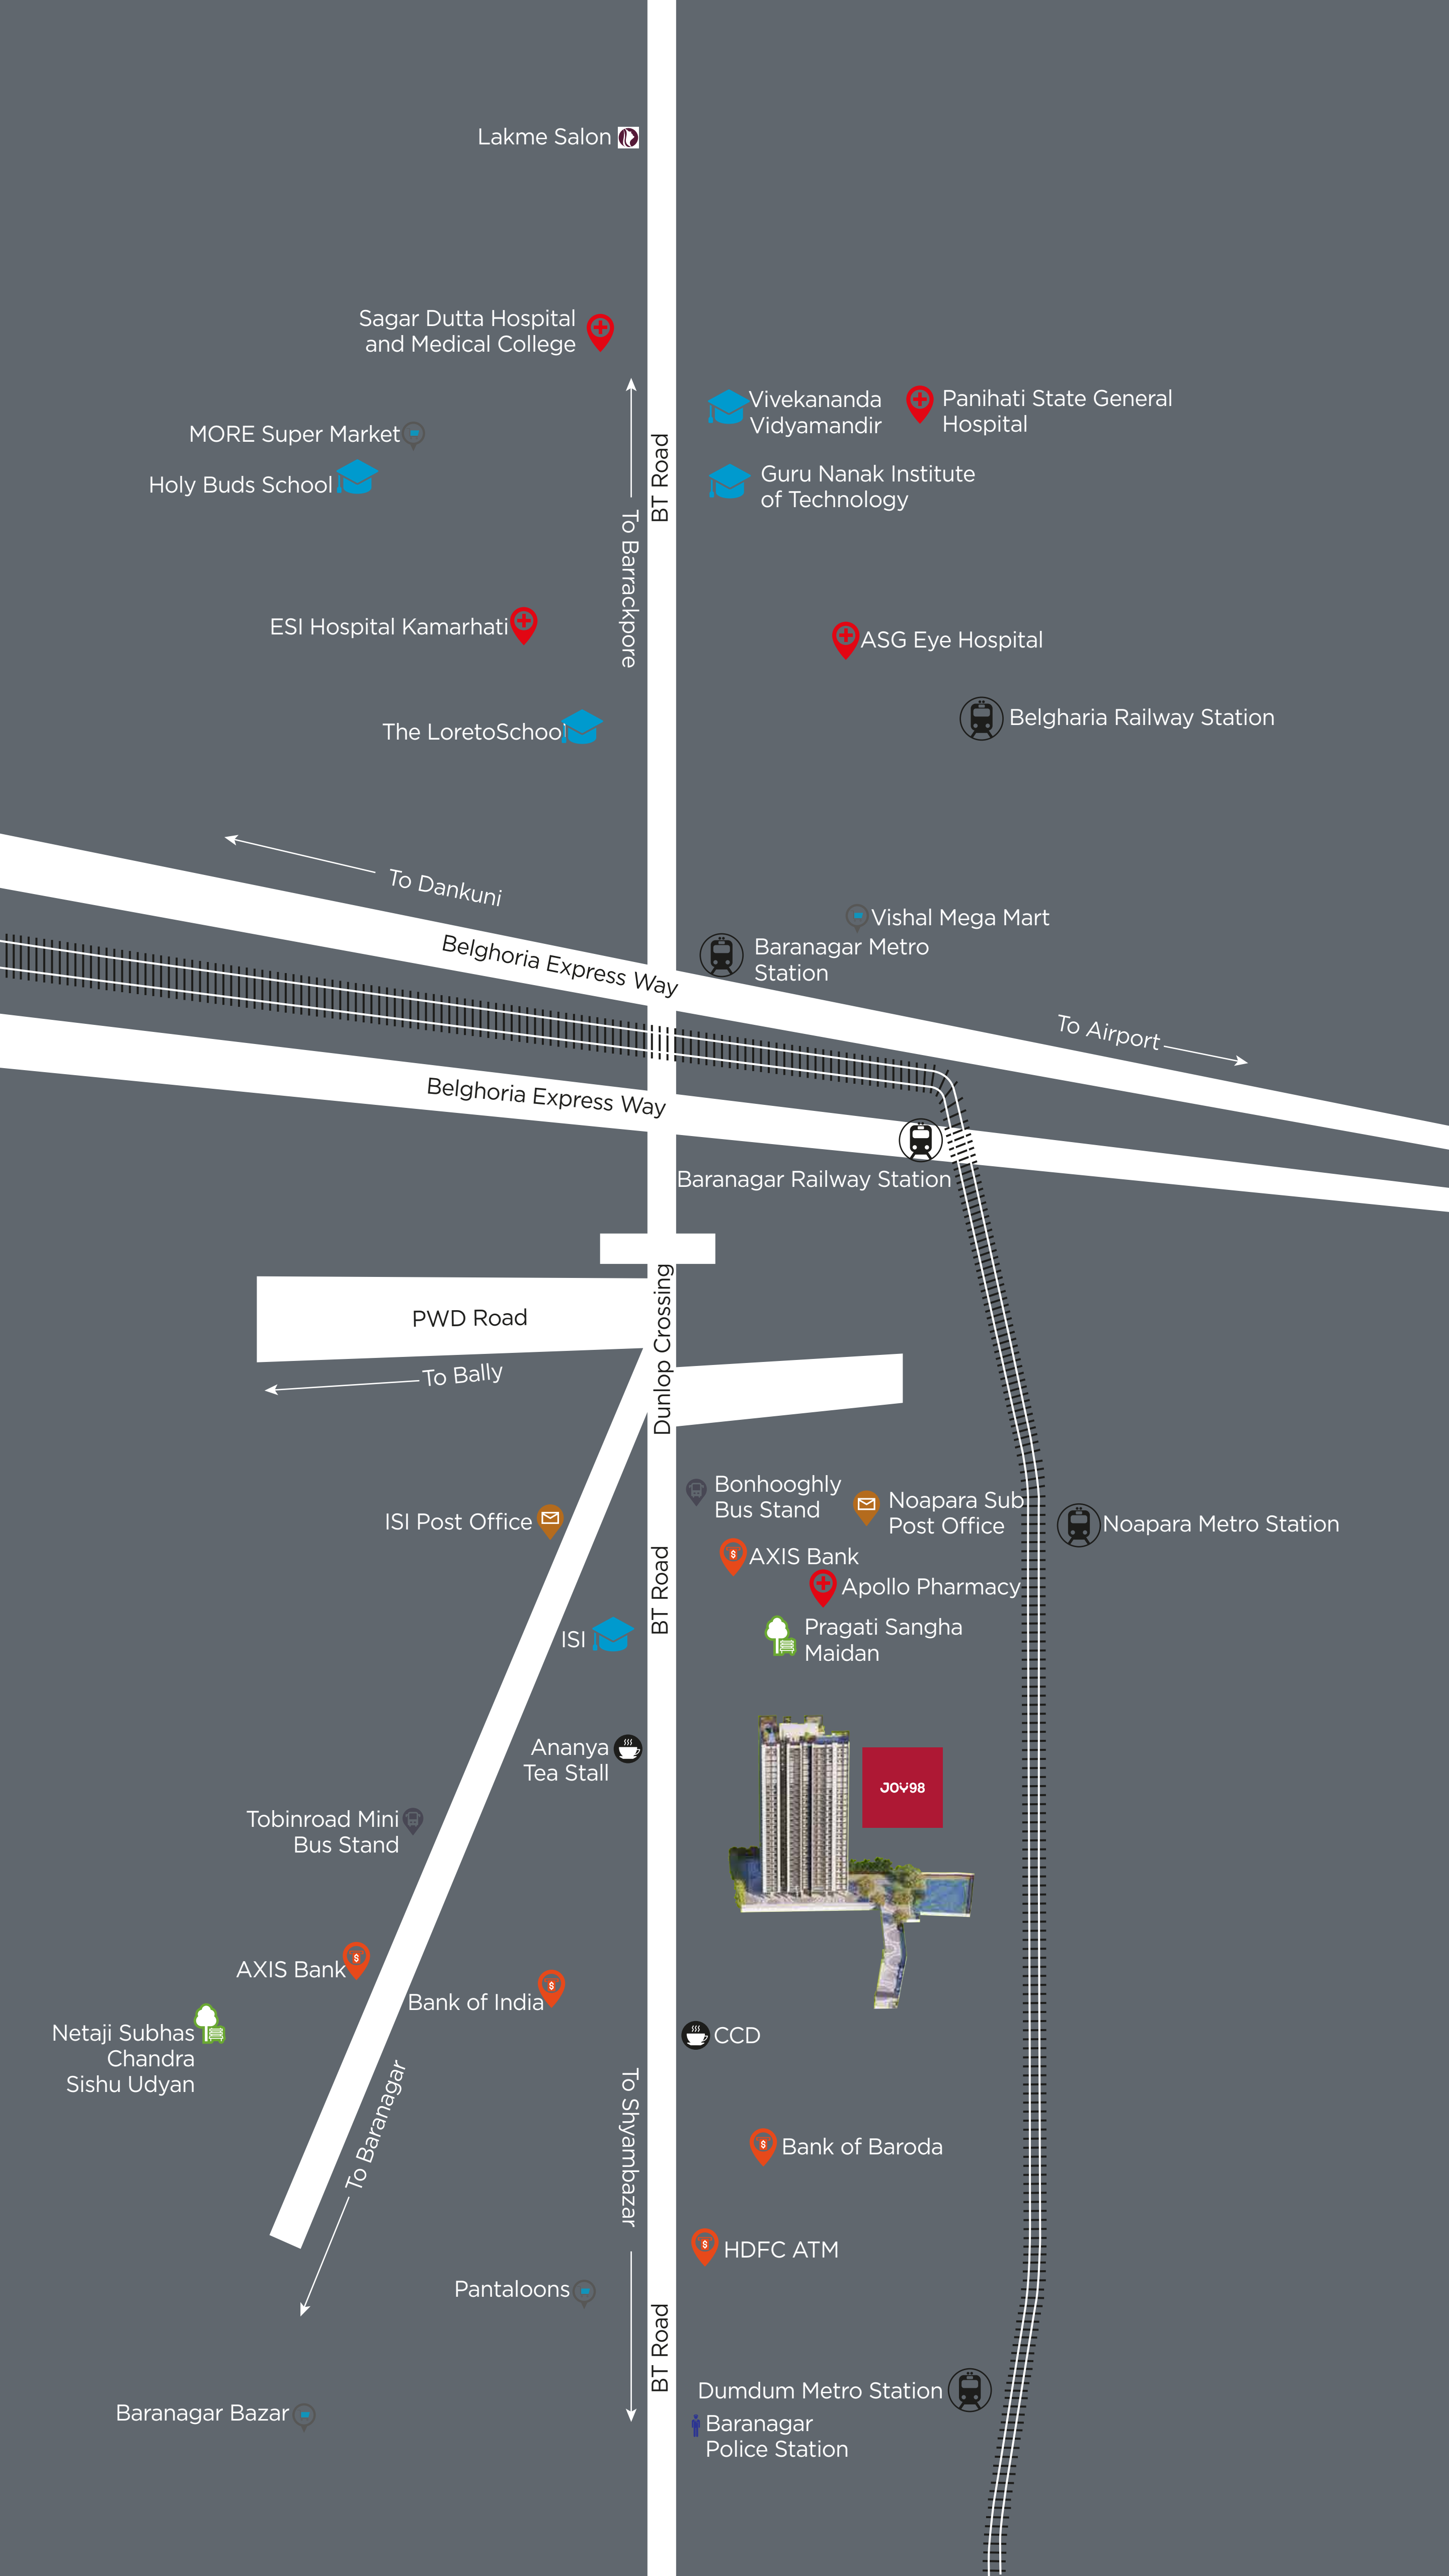 Lakme Salon
Sagar Dutta Hospital
and Medical College
Vivekananda
Vidyamandir
Panihati State General
Hospital
MORE Super Market
BT Road
Holy Buds School
Guru Nanak Institute
of Technology
To Barrackpore
ESI Hospital Kamarhati
ASG Eye Hospital
Belgharia Railway Station
The LoretoSchool
To Dankuni
Vishal Mega Mart
Belghoria Express Way
Baranagar Metro
Station
To Airport
Belghoria Express Way
Baranagar Railway Station
PWD Road
Dunlop Crossing
To Bally
Bonhooghly
Bus Stand
Noapara Sub
Post Office
ISI Post Office
Noapara Metro Station
AXIS Bank
BT Road
Apollo Pharmacy
Pragati Sangha
Maidan
ISI
Ananya
Tea Stall
JOY98
Tobinroad Mini
Bus Stand
AXIS Bank
Bank of India
Netaji Subhas
Chandra
Sishu Udyan
CCD
To Baranagar
To Shyambazar
Bank of Baroda
HDFC ATM
Pantaloons
BT Road
Dumdum Metro Station
Baranagar Bazar
Baranagar
Police Station